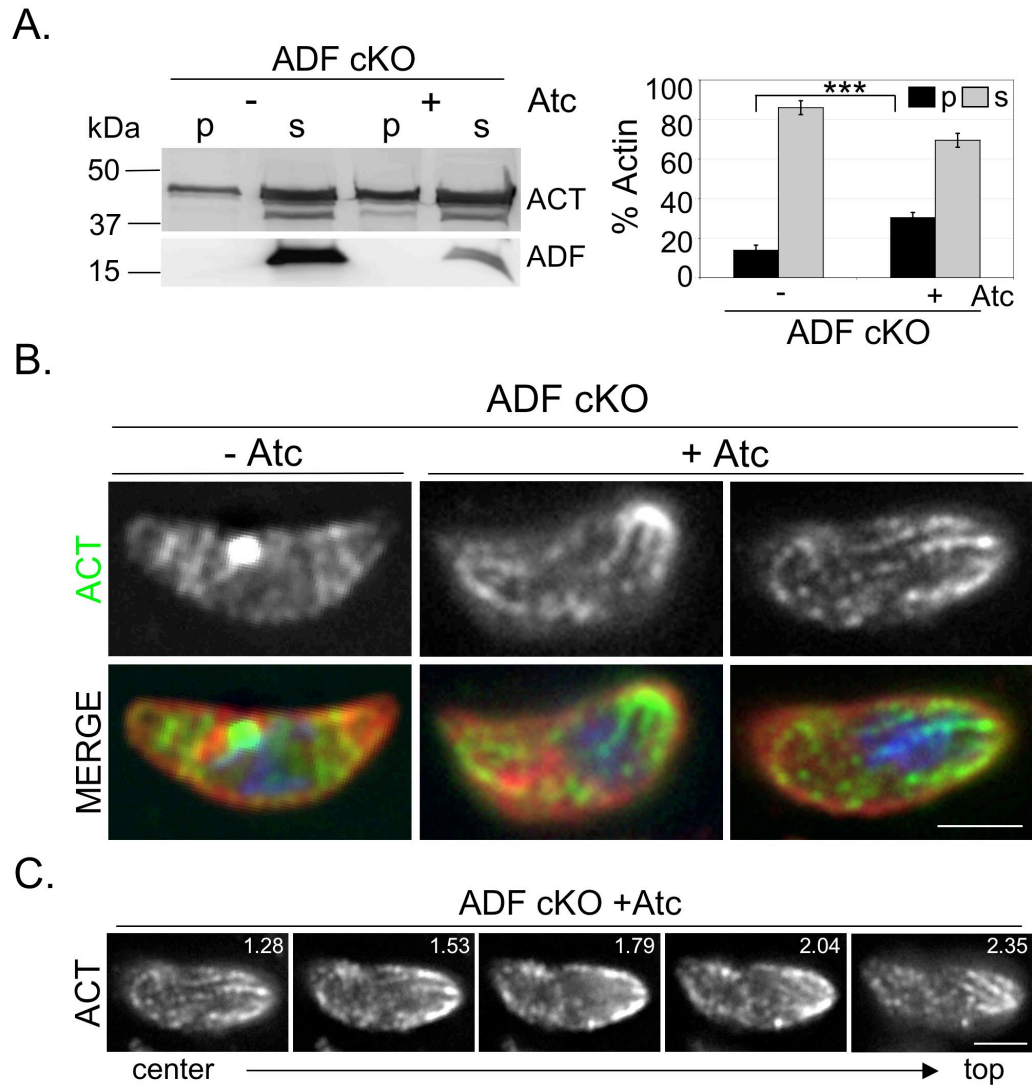 A.
ADF cKO
- + Atc
kDa p s p s
50
ACT
37
ADF
15
*** p s
100
80
60
40
20
0
% Actin
- + Atc
ADF cKO
B.
ADF cKO
- Atc + Atc
ACT
MERGE
C.
ADF cKO +Atc
1.28 1.53 1.79 2.04 2.35
ACT
center top